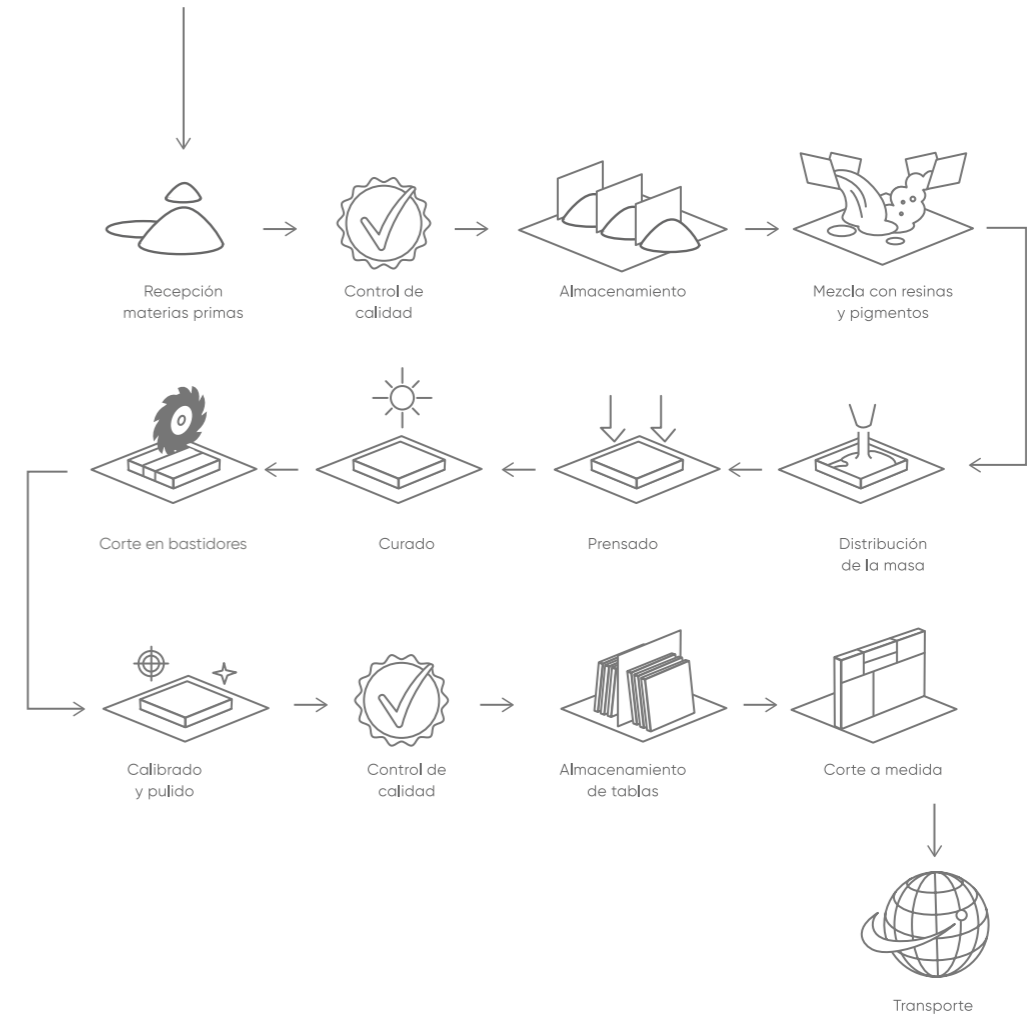 Recepción
materias primas
Control de
calidad
Almacenamiento
Mezcla con resinas
y pigmentos
Corte en bastidores
Curado
Prensado
Distribución
de la masa
Calibrado
y pulido
Control de
calidad
Almacenamiento
de tablas
Corte a medida
Transporte